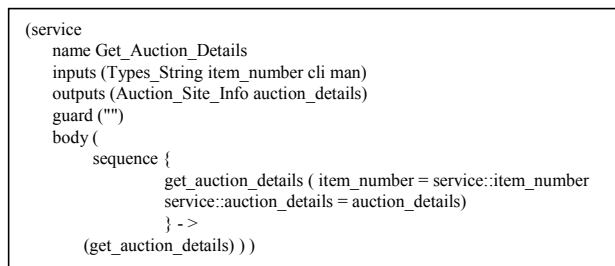 (service
name Get_Auction_Details
inputs (Types_String item_number cli man)
outputs (Auction_Site_Info auction_details)
guard ("")
body (
sequence {
get_auction_details ( item_number = service::item_number
service::auction_details = auction_details)
} - >
(get_auction_details) ) )